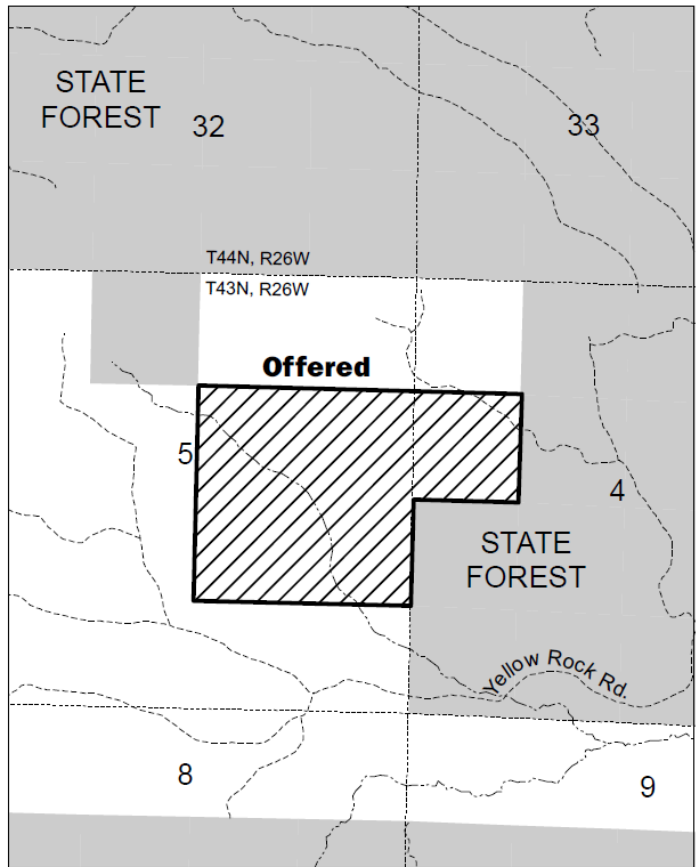 STATE
FOREST
32
33
T44N, R26W
T43N, R26W
Offered
5
4
STATE
FOREST
Yellow Rock Rd.
8
9